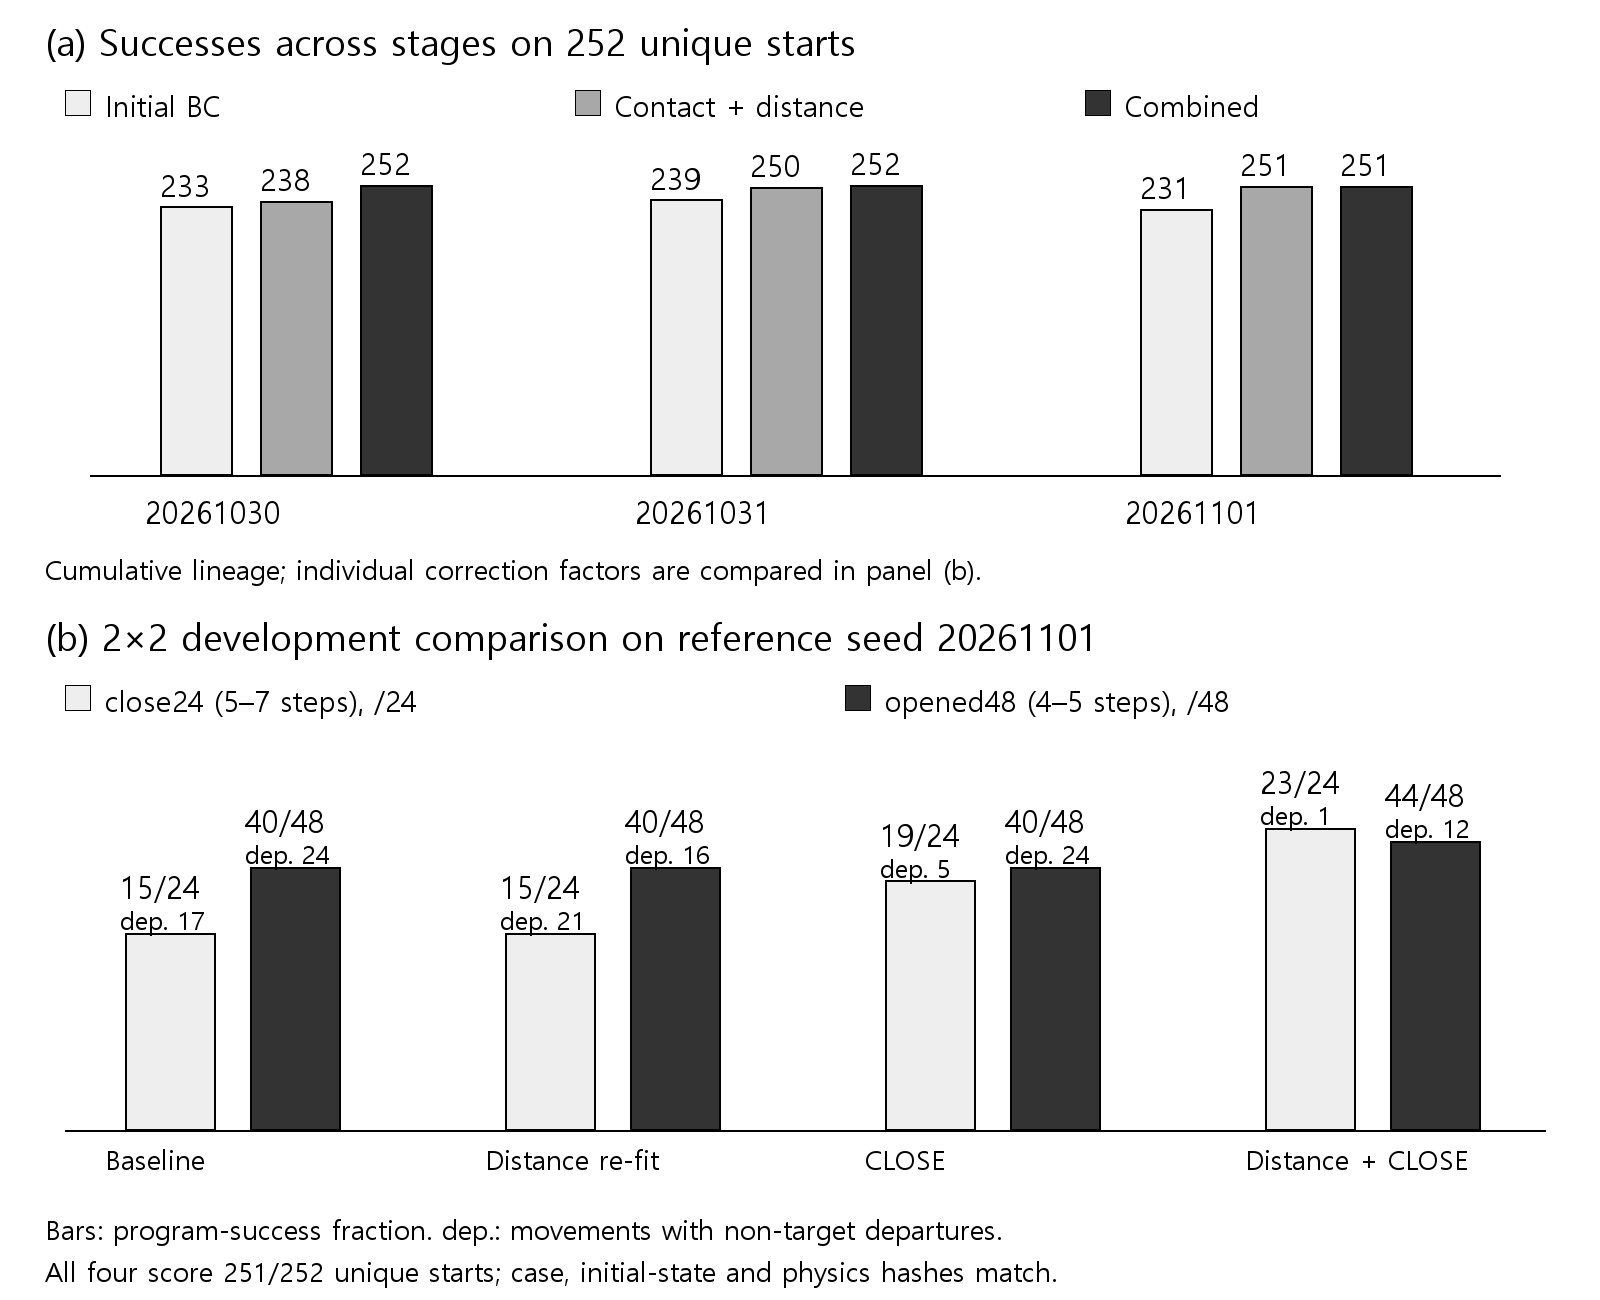 (a) Successes across stages on 252 unique starts
Initial BC
Contact + distance
Combined
233
238
252
239
250
252
231
251
251
20261030
20261031
20261101
Cumulative lineage; individual correction factors are compared in panel (b).
(b) 2×2 development comparison on reference seed 20261101
close24 (5–7 steps), /24
opened48 (4–5 steps), /48
15/24
dep. 17
40/48
dep. 24
15/24
dep. 21
40/48
dep. 16
19/24
dep. 5
40/48
dep. 24
23/24
dep. 1
44/48
dep. 12
Baseline
Distance re-fit
CLOSE
Distance + CLOSE
Bars: program-success fraction. dep.: movements with non-target departures.
All four score 251/252 unique starts; case, initial-state and physics hashes match.